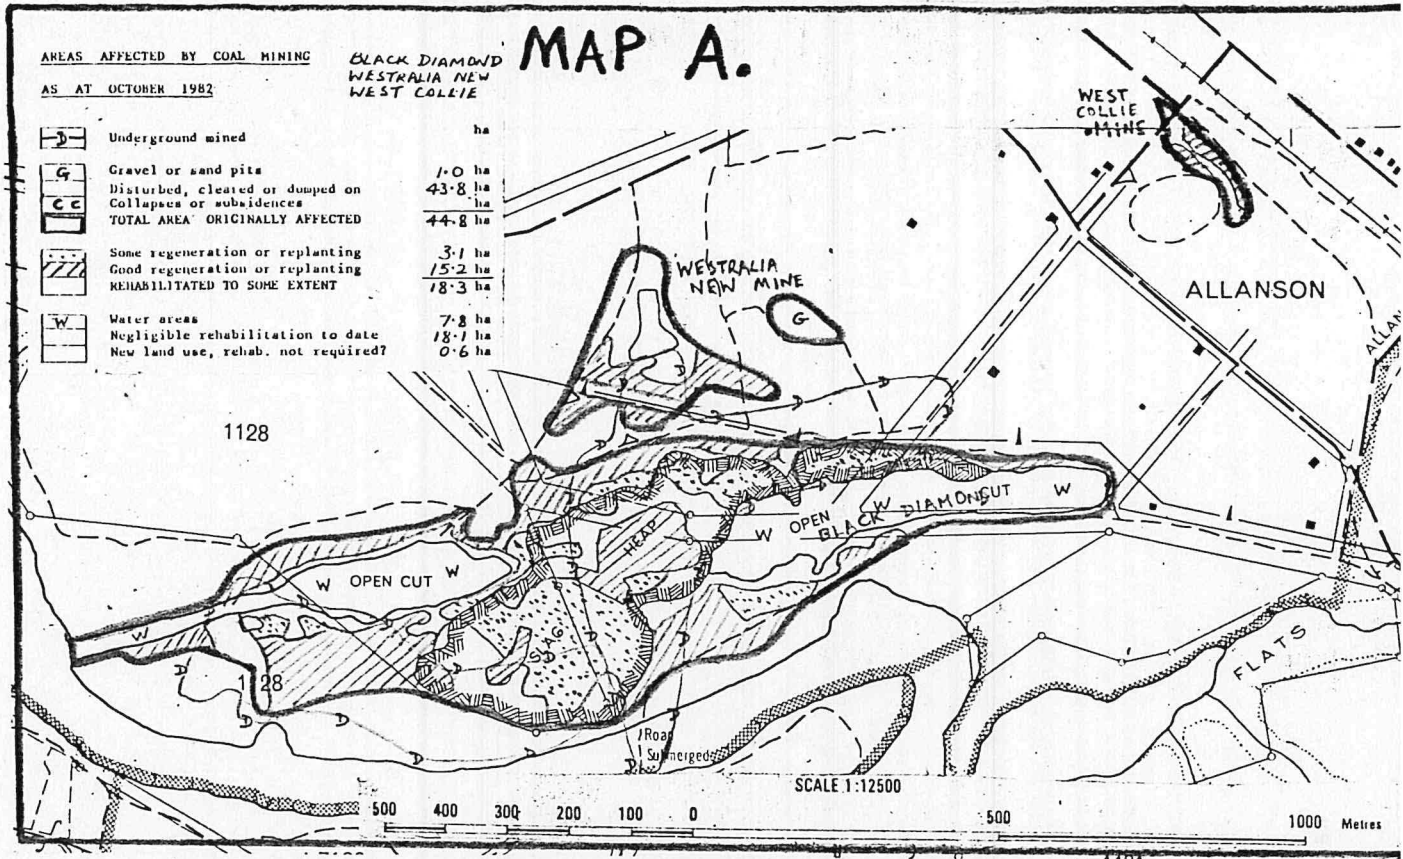 MAP A.
AREAS AFFECTED BY COAL MINING
AS AT OCTOBER 1982
BLACK DIAMOND
WESTRALIA NEW
WEST COLLIE
ha
D Underground mined
G Gravel or sand pits 1.0 ha
Disturbed, cleared or dumped on 43.8 ha
C C Collapses or subsidences ha
TOTAL AREA ORIGINALLY AFFECTED 44.8 ha
Some regeneration or replanting 3.1 ha
Good regeneration or replanting 15.2 ha
REHABILITATED TO SOME EXTENT 18.3 ha
W Water areas 7.8 ha
Negligible rehabilitation to date 18.1 ha
New land use, rehab. not required? 0.6 ha
WEST
COLLIE
MINE
WESTRALIA
NEW MINE
G
ALLANSON
ALLAN
D D D D
D D
1128
D
W OPEN W CUT W
BLACK DIAMOND
HEAP
W OPEN CUT W
D
W
SLAG
D D
D
1128
D D D
D D
FLATS
Road
Submerged
D
SCALE 1:12500
500 400 300 200 100 0 500 1000 Metres